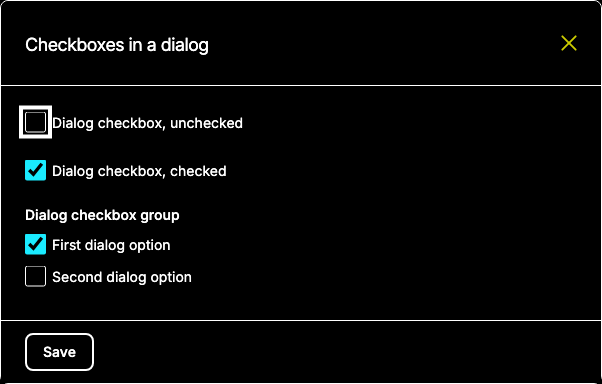 Checkboxes in a dialog
Dialog checkbox, unchecked
Dialog checkbox, checked
Dialog checkbox group
First dialog option
Second dialog option
Save